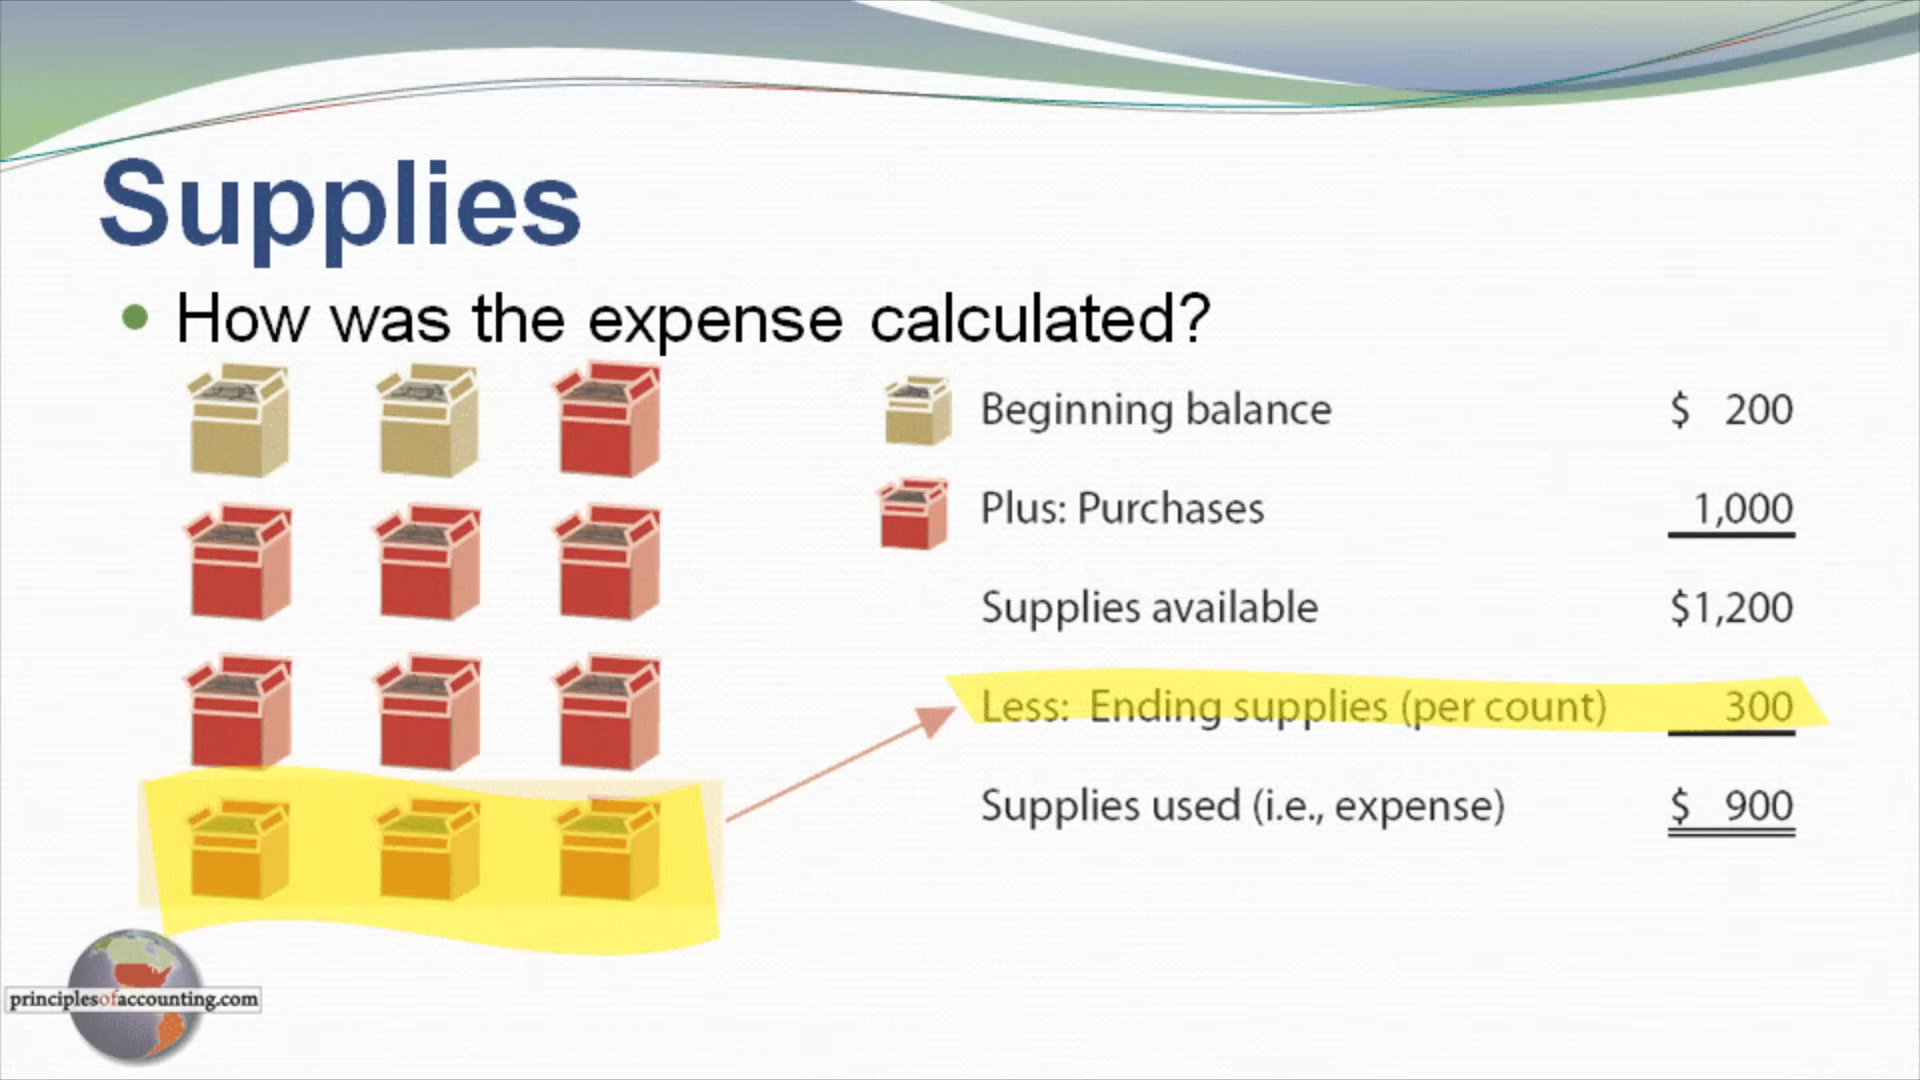 Supplies
How was the expense calculated?
Beginning balance $ 200
Plus: Purchases 1,000
Supplies available $1,200
Less: Ending supplies (per count) 300
Supplies used (i.e., expense) $ 900
principlesofaccounting.com